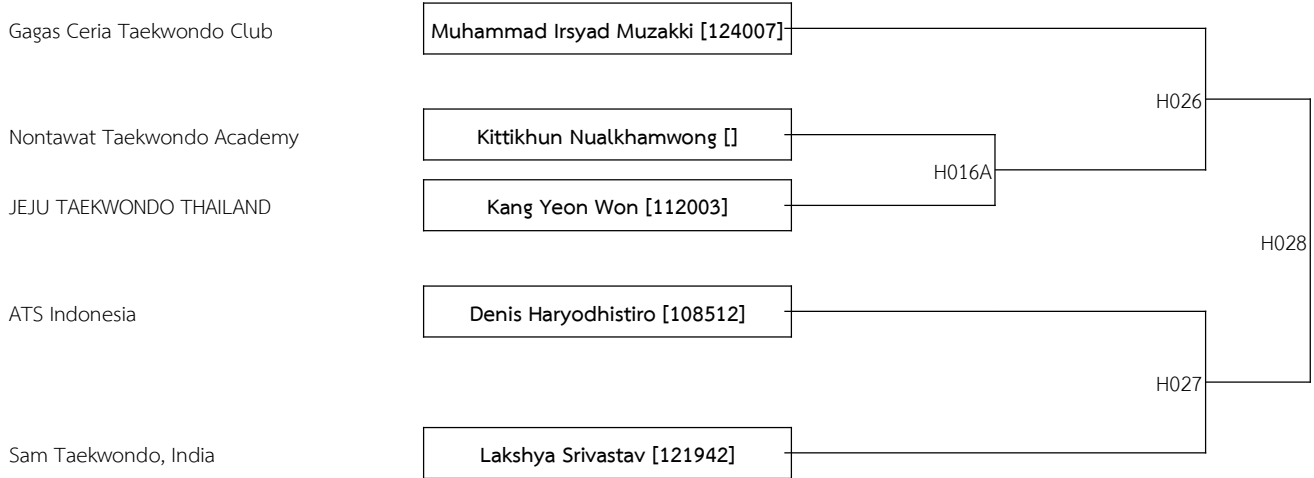 Gagas Ceria Taekwondo Club Muhammad Irsyad Muzakki [124007]
H026
Nontawat Taekwondo Academy Kittikhun Nualkhamwong []
H016A
JEJU TAEKWONDO THAILAND Kang Yeon Won [112003]
H028
ATS Indonesia Denis Haryodhistiro [108512]
H027
Sam Taekwondo, India Lakshya Srivastav [121942]